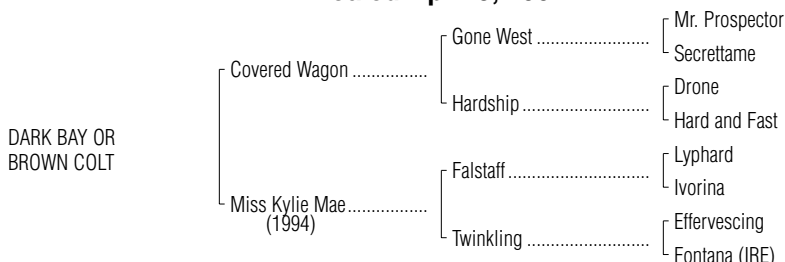 DARK BAY OR
BROWN COLT
Covered Wagon ................
Miss Kylie Mae.................
(1994)
Gone West ........................
Hardship ...........................
Falstaff ..............................
Twinkling ..........................
Mr. Prospector
Secrettame
Drone
Hard and Fast
Lyphard
Ivorina
Effervescing
Fontana (IRE)